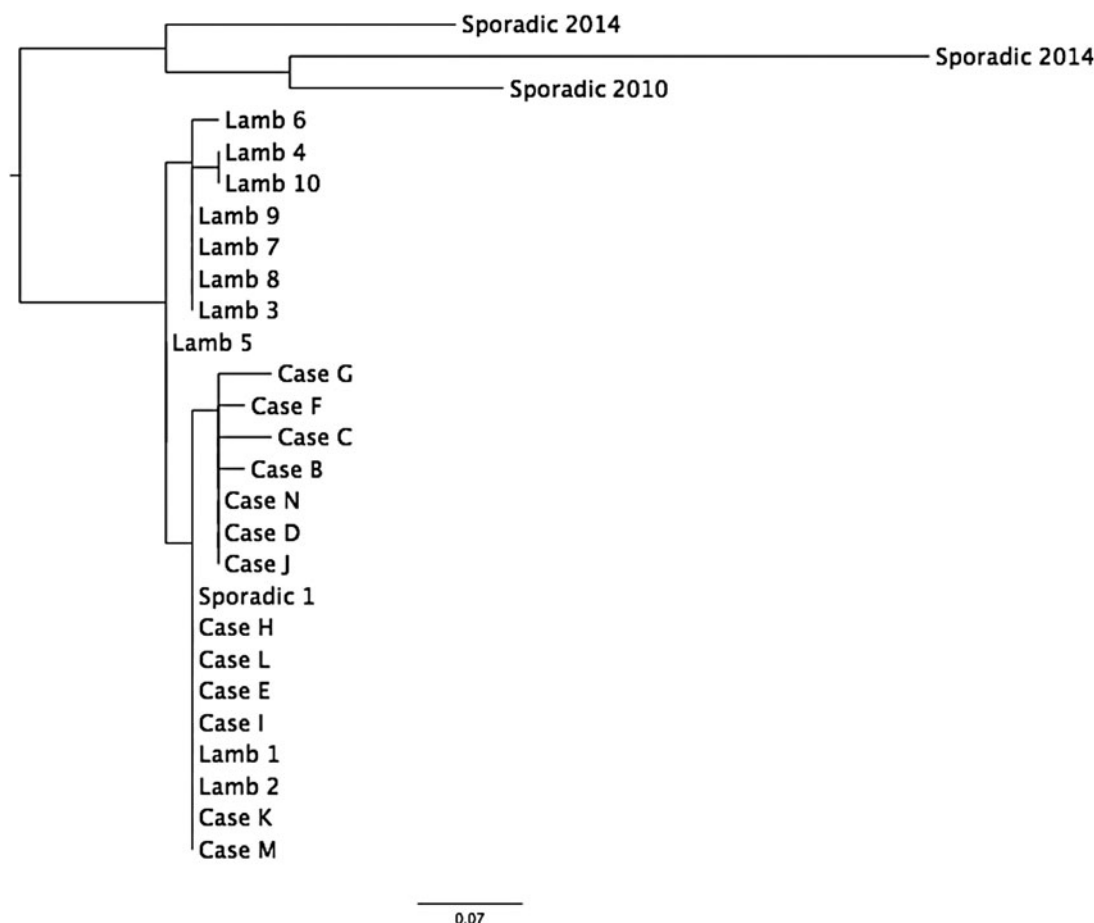 Sporadic 2014
Sporadic 2014
Sporadic 2010
Lamb 6
Lamb 4
Lamb 10
Lamb 9
Lamb 7
Lamb 8
Lamb 3
Lamb 5
Case G
Case F
Case C
Case B
Case N
Case D
Case J
Sporadic 1
Case H
Case L
Case E
Case I
Lamb 1
Lamb 2
Case K
Case M
0.07